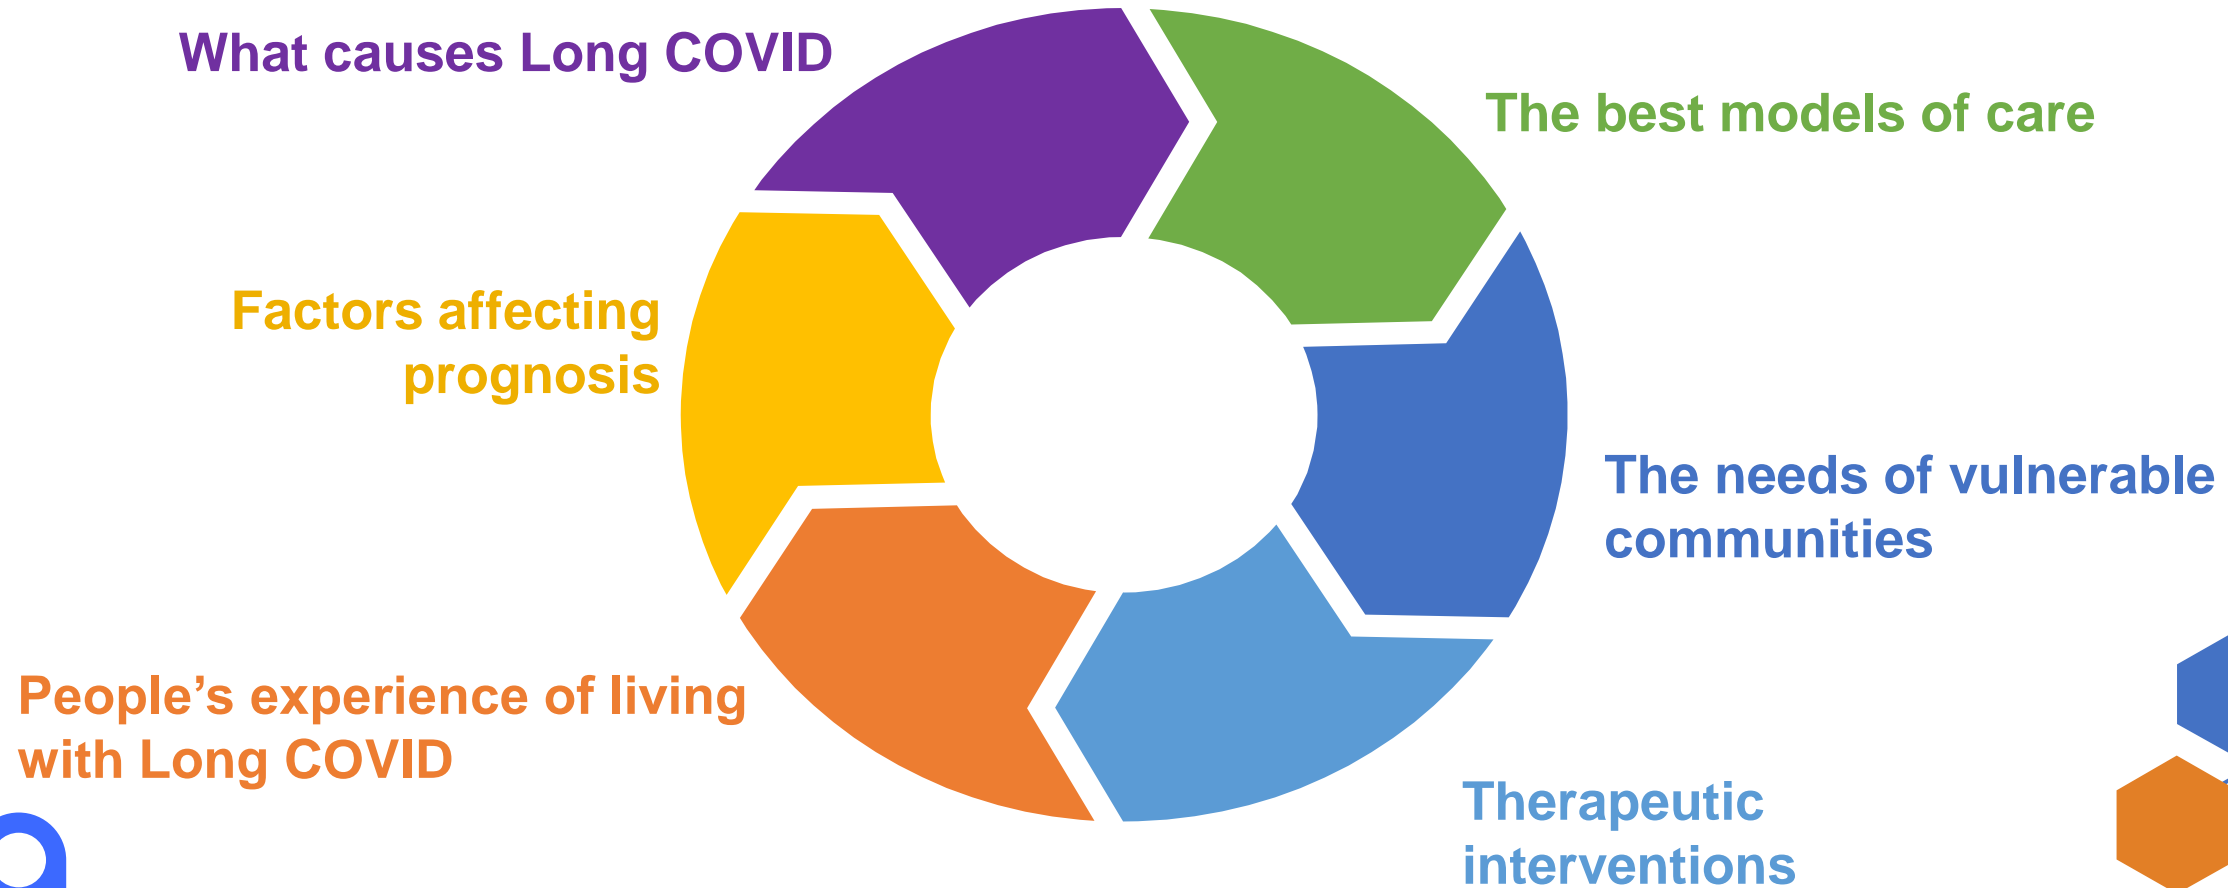 What causes Long COVID
The best models of care
Factors affecting
prognosis
The needs of vulnerable
communities
People’s experience of living
with Long COVID
Therapeutic
interventions